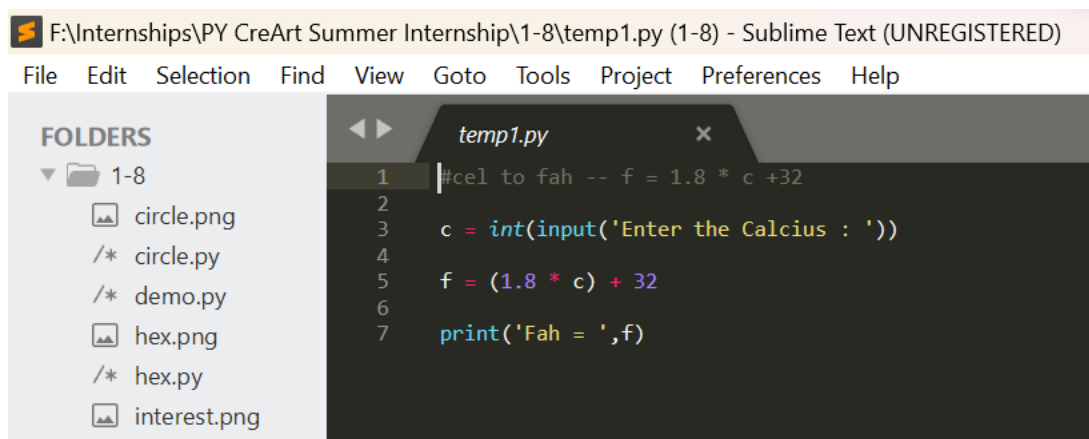 F:\Internships\PY CreArt Summer Internship\1-8\temp1.py (1-8) - Sublime Text (UNREGISTERED)
File Edit Selection Find View Goto Tools Project Preferences Help
FOLDERS
1-8
circle.png
/* circle.py
/* demo.py
hex.png
/* hex.py
interest.png
temp1.py ×
1 #cel to fah -- f = 1.8 * c +32
2
3 c = int(input('Enter the Calcius : '))
4
5 f = (1.8 * c) + 32
6
7 print('Fah = ',f)